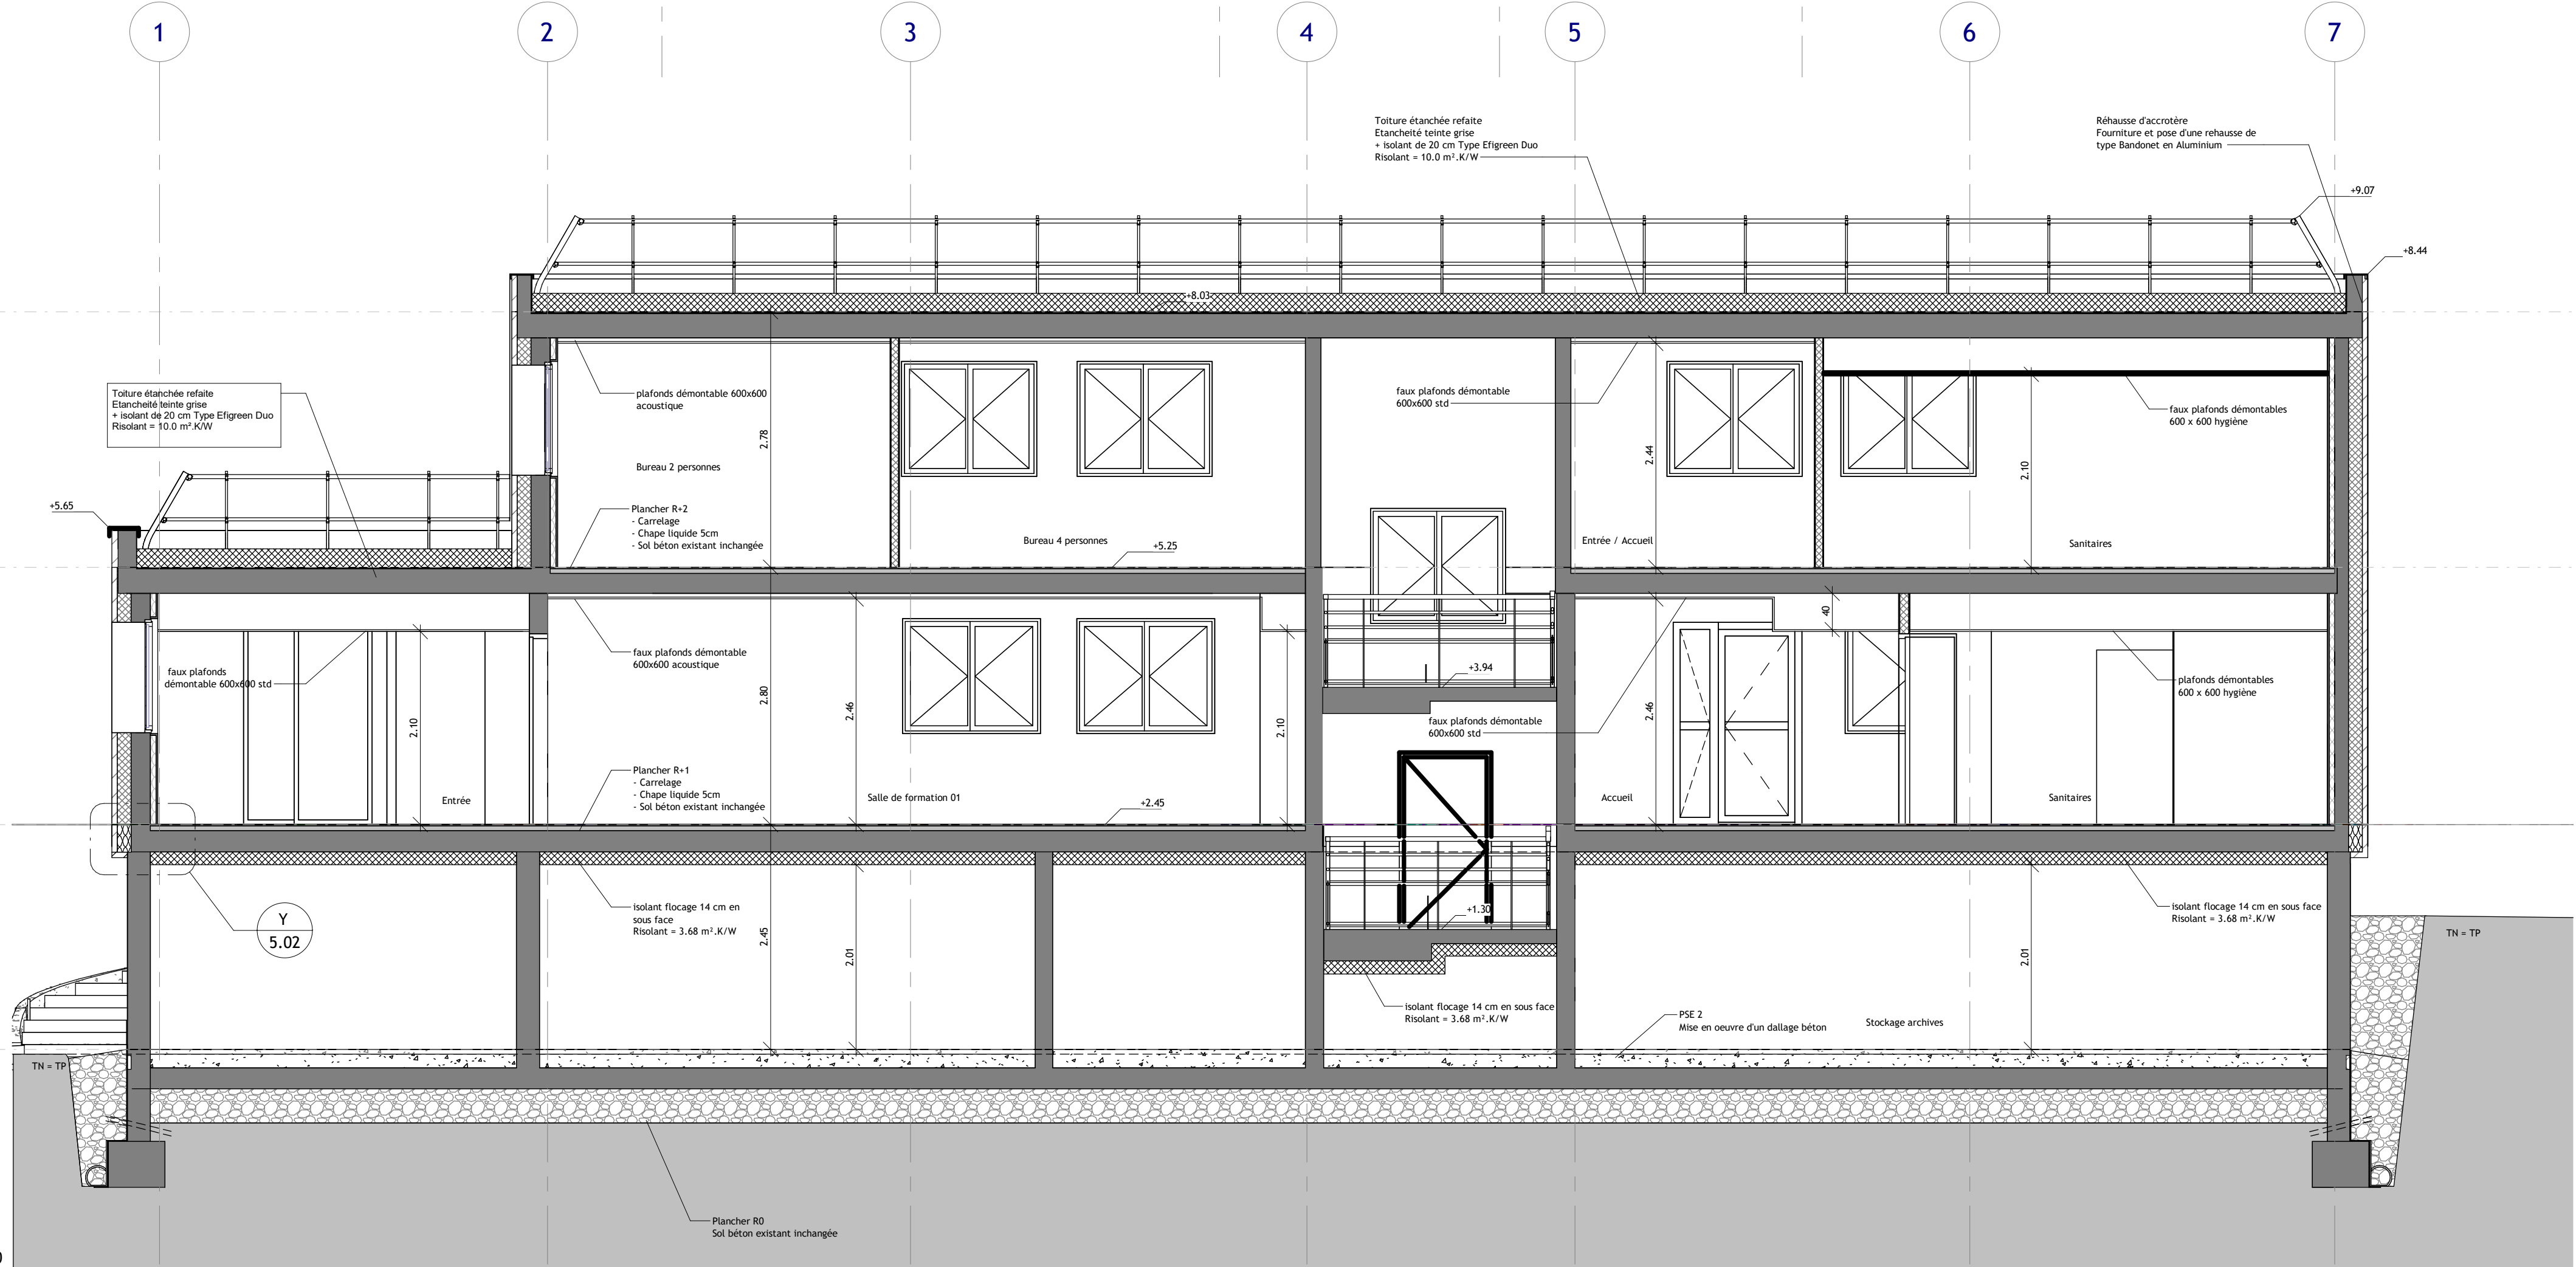 1
2
3
4
5
6
7
Toiture étanchée refaite
Etancheité teinte grise
+ isolant de 20 cm Type Efigreen Duo
Risolant = 10.0 m².K/W
Réhausse d'accrotère
Fourniture et pose d'une rehausse de
type Bandonet en Aluminium
+9.07
+8.44
+8.03
Toiture étanchée refaite
Etancheité teinte grise
+ isolant de 20 cm Type Efigreen Duo
Risolant = 10.0 m².K/W
plafonds démontable 600x600
acoustique
2.78
Bureau 2 personnes
faux plafonds démontable
600x600 std
2.44
faux plafonds démontables
600 x 600 hygiène
2.10
+5.65
Plancher R+2
- Carrelage
- Chape liquide 5cm
- Sol béton existant inchangée
Bureau 4 personnes
+5.25
Entrée / Accueil
Sanitaires
40
faux plafonds
démontable 600x600 std
faux plafonds démontable
600x600 acoustique
+3.94
plafonds démontables
600 x 600 hygiène
2.10
2.80
2.46
2.10
faux plafonds démontable
600x600 std
2.46
Entrée
Plancher R+1
- Carrelage
- Chape liquide 5cm
- Sol béton existant inchangée
Salle de formation 01
+2.45
Accueil
Sanitaires
Y
5.02
isolant flocage 14 cm en
sous face
Risolant = 3.68 m².K/W
2.45
2.01
+1.30
isolant flocage 14 cm en sous face
Risolant = 3.68 m².K/W
2.01
TN = TP
isolant flocage 14 cm en sous face
Risolant = 3.68 m².K/W
PSE 2
Mise en oeuvre d'un dallage béton
Stockage archives
TN = TP
Plancher R0
Sol béton existant inchangée